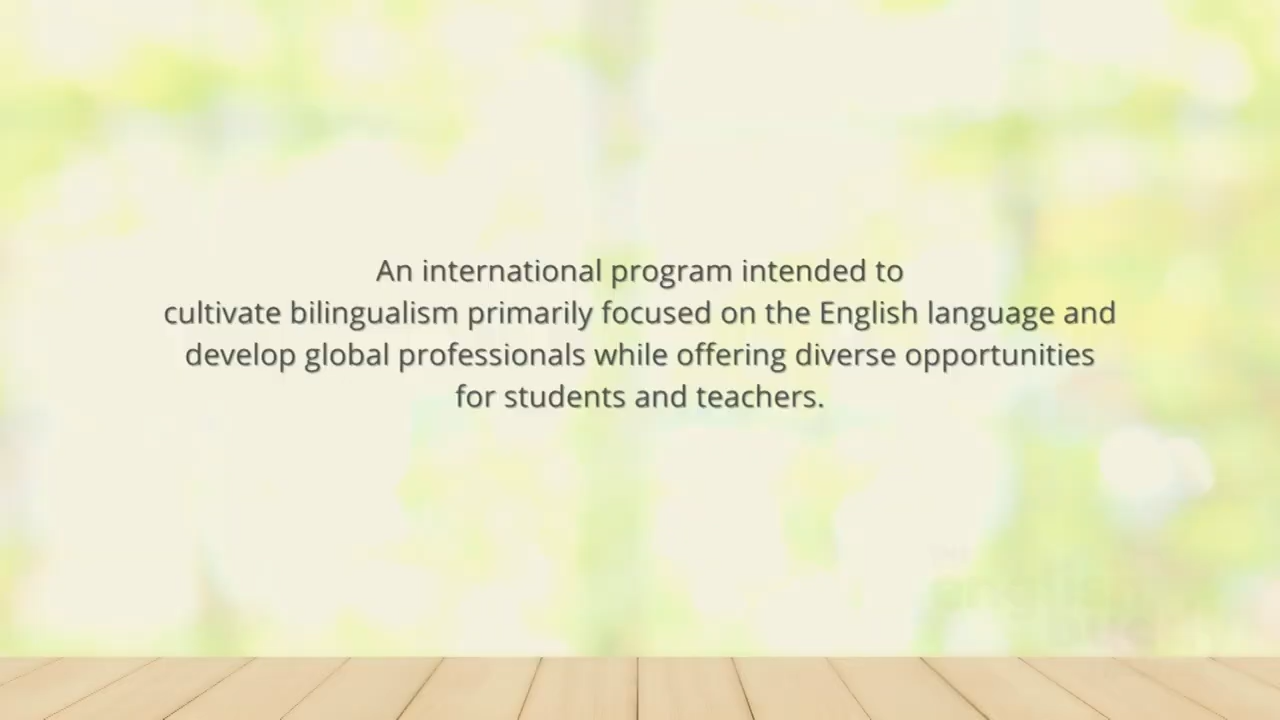 An international program intended to
cultivate bilingualism primarily focused on the English language and
develop global professionals while offering diverse opportunities
for students and teachers.